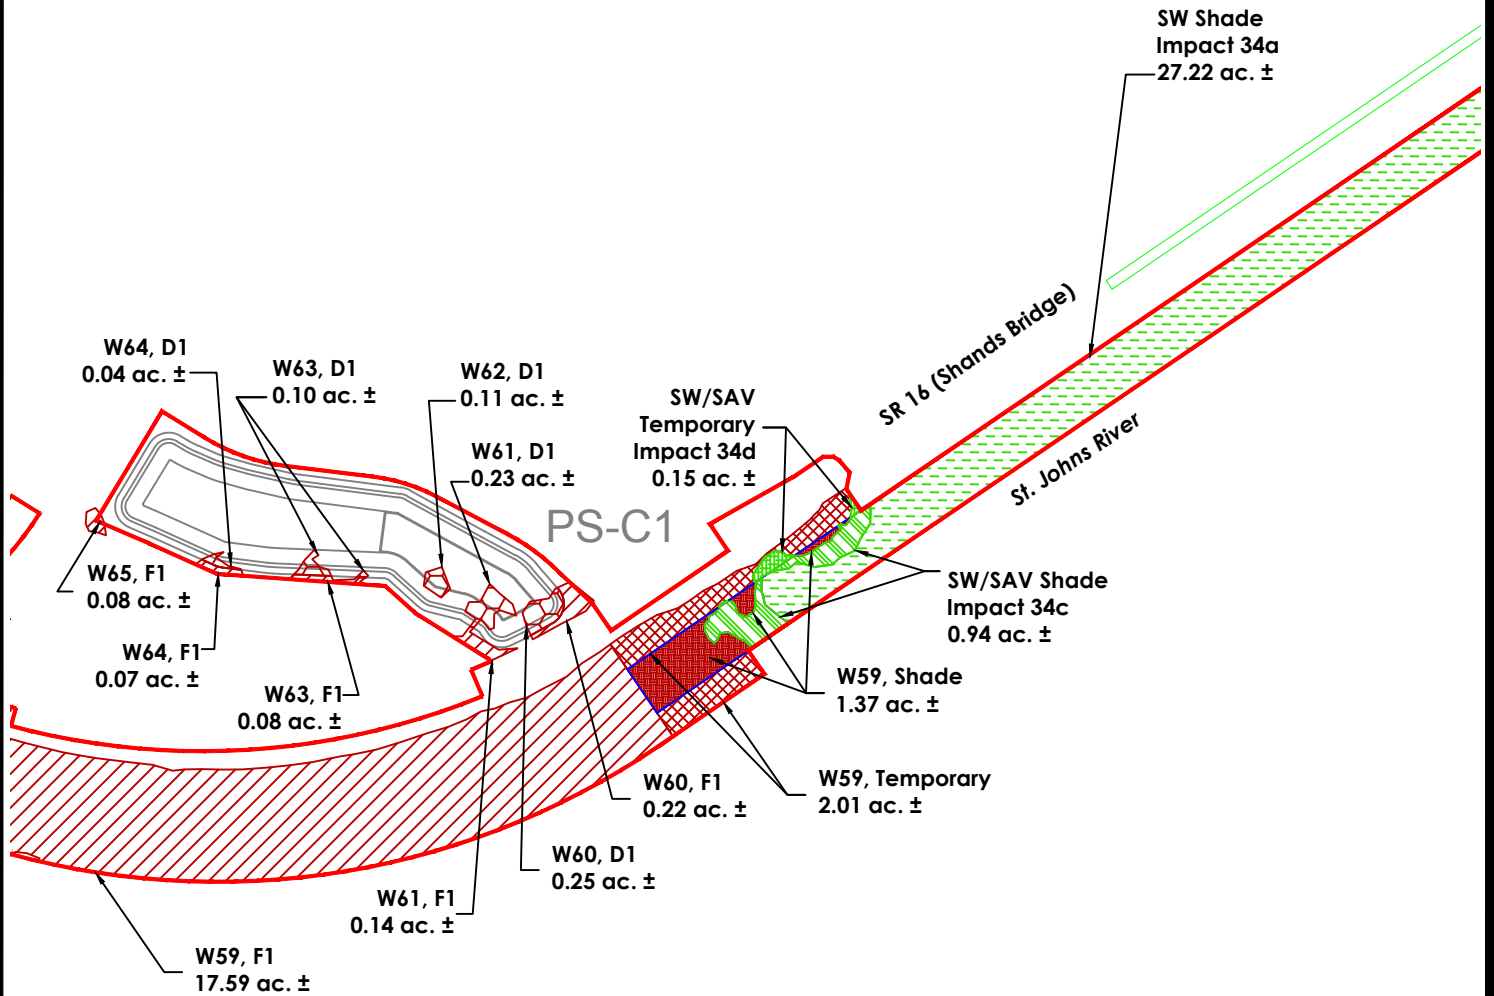 SW Shade
Impact 34a
27.22 ac. ±
SR 16 (Shands Bridge)
St. Johns River
W64, D1
0.04 ac. ±
W63, D1
0.10 ac. ±
W62, D1
0.11 ac. ±
W61, D1
0.23 ac. ±
SW/SAV
Temporary
Impact 34d
0.15 ac. ±
PS-C1
W65, F1
0.08 ac. ±
W64, F1
0.07 ac. ±
W63, F1
0.08 ac. ±
SW/SAV Shade
Impact 34c
0.94 ac. ±
W59, Shade
1.37 ac. ±
W59, Temporary
2.01 ac. ±
W60, F1
0.22 ac. ±
W60, D1
0.25 ac. ±
W61, F1
0.14 ac. ±
W59, F1
17.59 ac. ±